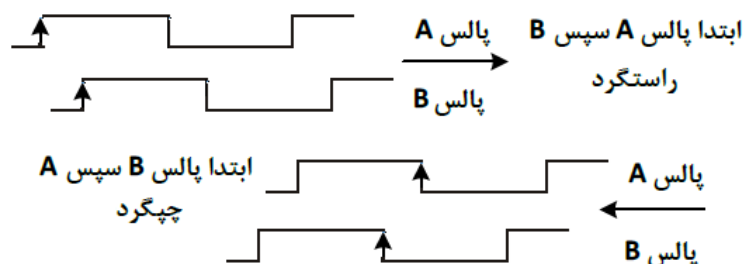 ابتدا پالس A سپس B
راستگرد
پالس A
پالس B
ابتدا پالس B سپس A
چپگرد
پالس A
پالس B